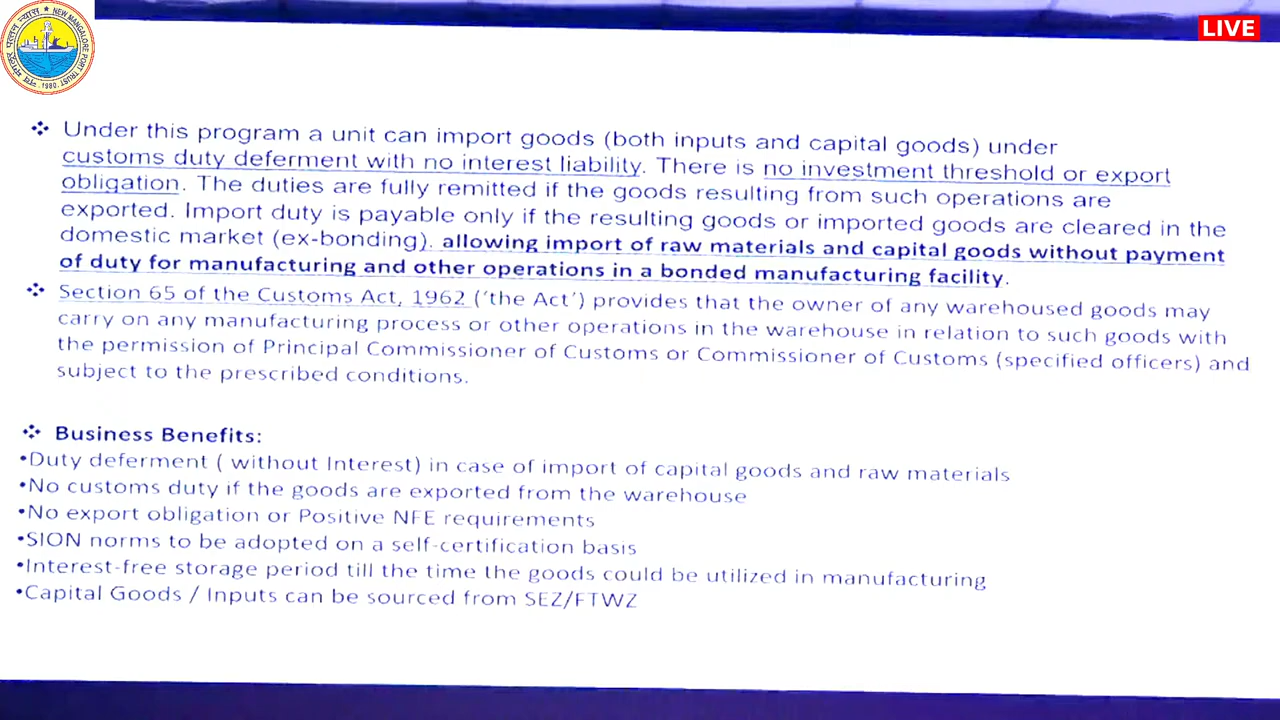 NEW MANGALORE PORT TRUST
1980
LIVE
❖ Under this program a unit can import goods (both inputs and capital goods) under
customs duty deferment with no interest liability. There is no investment threshold or export
obligation. The duties are fully remitted if the goods resulting from such operations are
exported. Import duty is payable only if the resulting goods or imported goods are cleared in the
domestic market (ex-bonding). allowing import of raw materials and capital goods without payment
of duty for manufacturing and other operations in a bonded manufacturing facility.
❖ Section 65 of the Customs Act, 1962 (‘the Act’) provides that the owner of any warehoused goods may
carry on any manufacturing process or other operations in the warehouse in relation to such goods with
the permission of Principal Commissioner of Customs or Commissioner of Customs (specified officers) and
subject to the prescribed conditions.
❖ Business Benefits:
•Duty deferment ( without Interest) in case of import of capital goods and raw materials
•No customs duty if the goods are exported from the warehouse
•No export obligation or Positive NFE requirements
•SION norms to be adopted on a self-certification basis
•Interest-free storage period till the time the goods could be utilized in manufacturing
•Capital Goods / Inputs can be sourced from SEZ/FTWZ